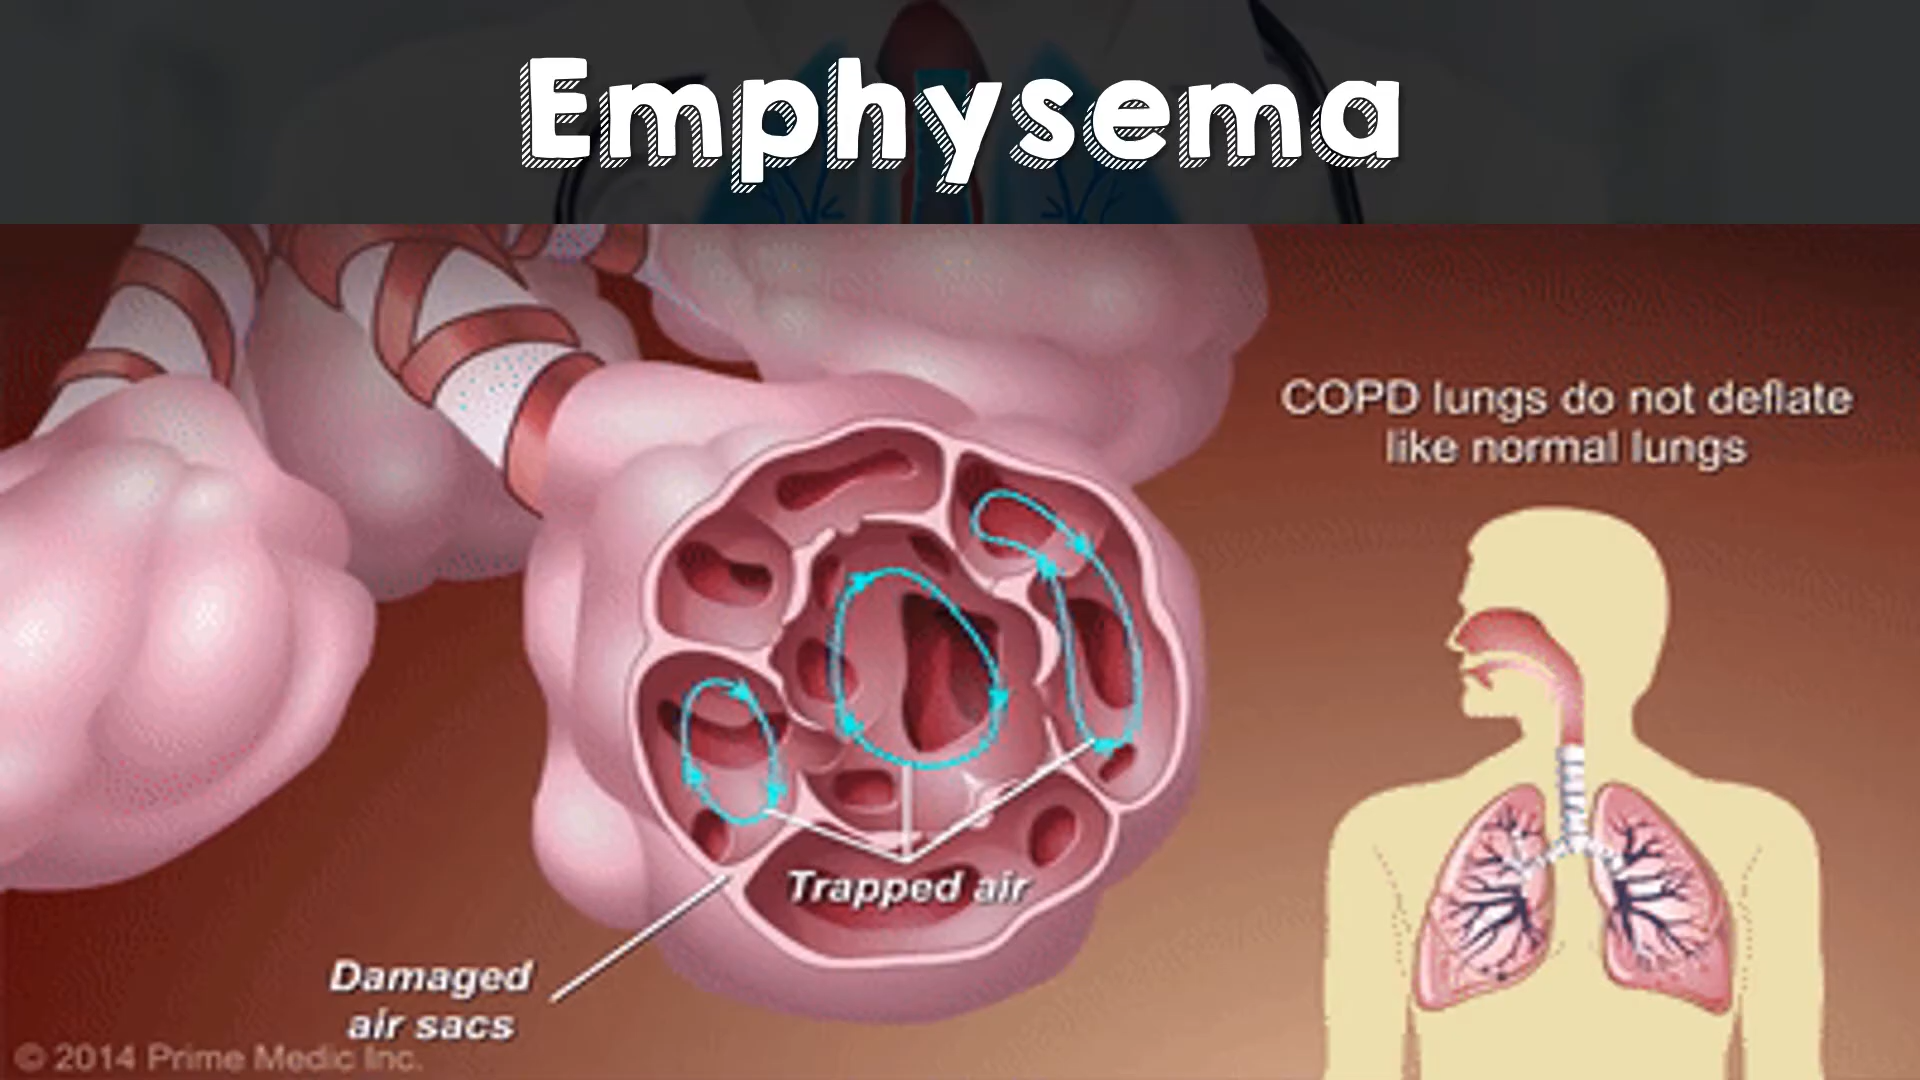 Emphysema
COPD lungs do not deflate
like normal lungs
Trapped air
Damaged
air sacs
© 2014 Prime Medic Inc.